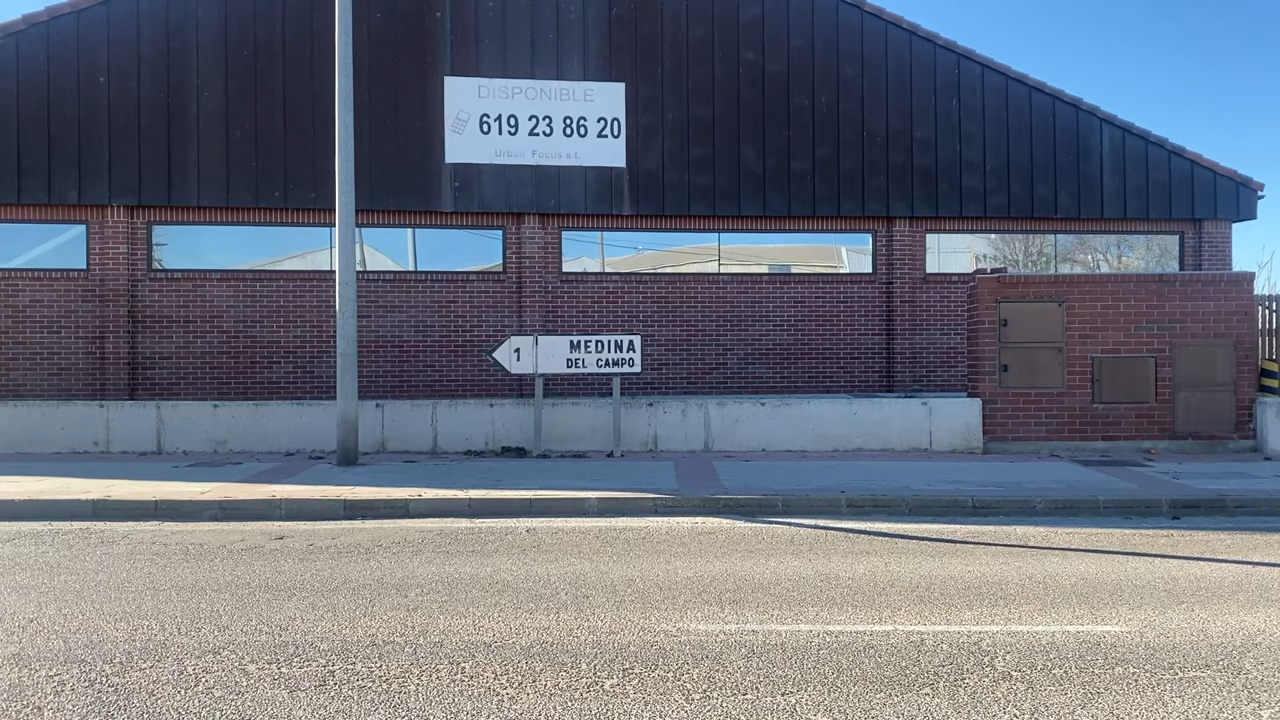 DISPONIBLE
619 23 86 20
Urban Focus s.l.
1 MEDINA
DEL CAMPO